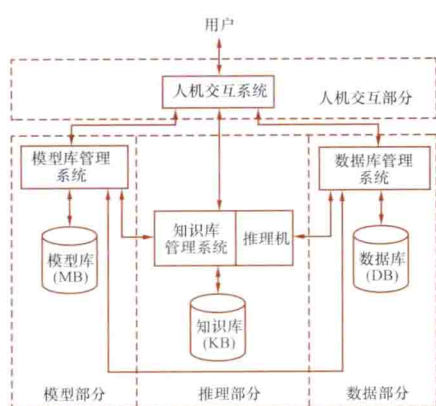 用户
人机交互系统
人机交互部分
模型库管理
系统
数据库管理
系统
知识库
管理系统
推理机
模型库
(MB)
数据库
(DB)
知识库
(KB)
模型部分
推理部分
数据部分